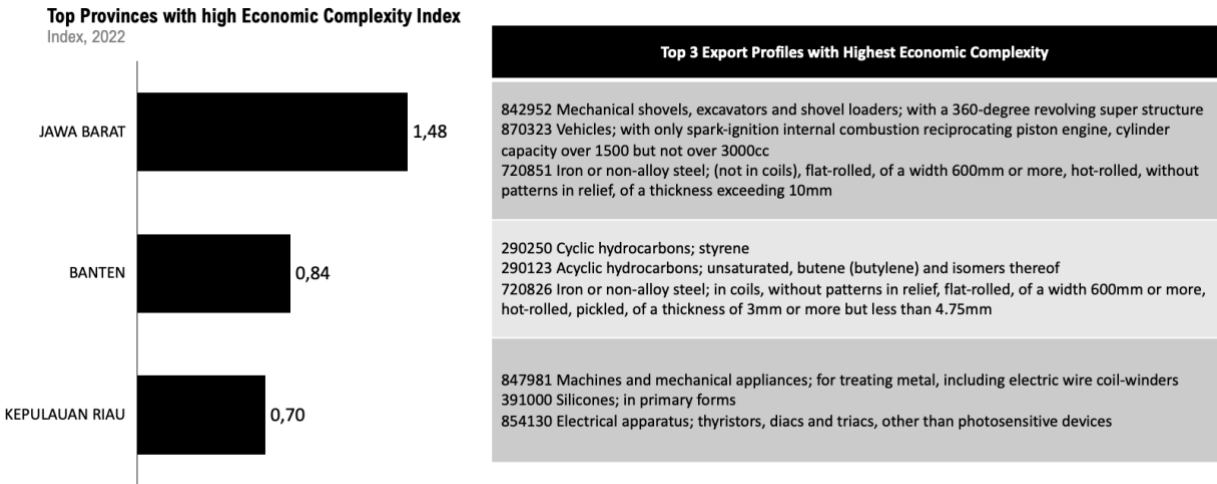 Top Provinces with high Economic Complexity Index
Index, 2022
JAWA BARAT
1,48
BANTEN
0,84
KEPULAUAN RIAU
0,70
Top 3 Export Profiles with Highest Economic Complexity
842952 Mechanical shovels, excavators and shovel loaders; with a 360-degree revolving super structure
870323 Vehicles; with only spark-ignition internal combustion reciprocating piston engine, cylinder
capacity over 1500 but not over 3000cc
720851 Iron or non-alloy steel; (not in coils), flat-rolled, of a width 600mm or more, hot-rolled, without
patterns in relief, of a thickness exceeding 10mm
290250 Cyclic hydrocarbons; styrene
290123 Acyclic hydrocarbons; unsaturated, butene (butylene) and isomers thereof
720826 Iron or non-alloy steel; in coils, without patterns in relief, flat-rolled, of a width 600mm or more,
hot-rolled, pickled, of a thickness of 3mm or more but less than 4.75mm
847981 Machines and mechanical appliances; for treating metal, including electric wire coil-winders
391000 Silicones; in primary forms
854130 Electrical apparatus; thyristors, diacs and triacs, other than photosensitive devices